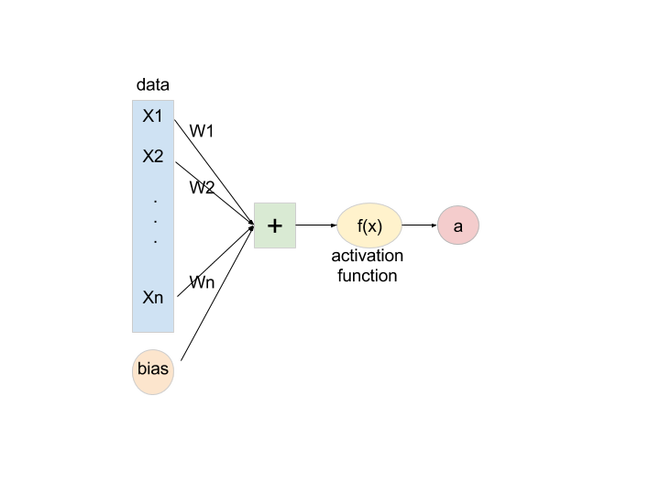 data
X1
W1
X2
W2
.
.
.
+
f(x)
a
activation
function
Wn
Xn
bias